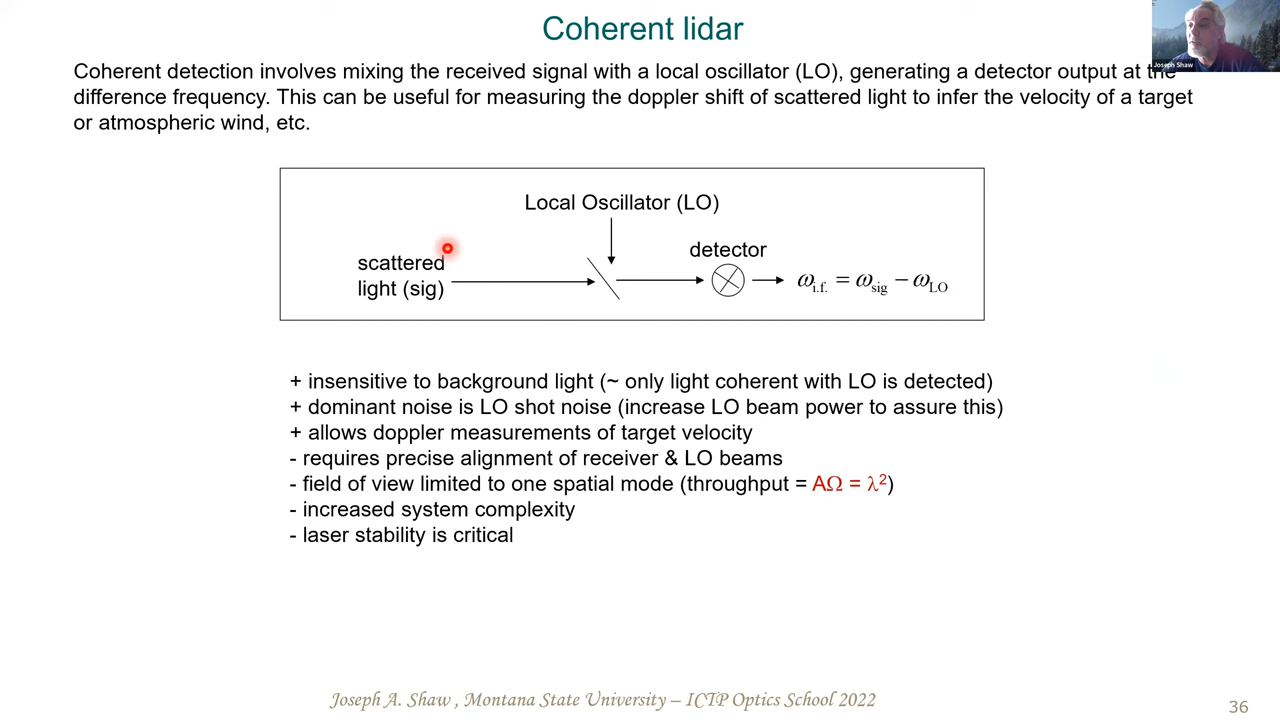 Coherent lidar
Joseph Shaw
Coherent detection involves mixing the received signal with a local oscillator (LO), generating a detector output at the
difference frequency. This can be useful for measuring the doppler shift of scattered light to infer the velocity of a target
or atmospheric wind, etc.
Local Oscillator (LO)
detector
scattered
light (sig)
ω_i.f. = ω_sig − ω_LO
+ insensitive to background light (~ only light coherent with LO is detected)
+ dominant noise is LO shot noise (increase LO beam power to assure this)
+ allows doppler measurements of target velocity
- requires precise alignment of receiver & LO beams
- field of view limited to one spatial mode (throughput = AΩ = λ²)
- increased system complexity
- laser stability is critical
Joseph A. Shaw , Montana State University – ICTP Optics School 2022
36